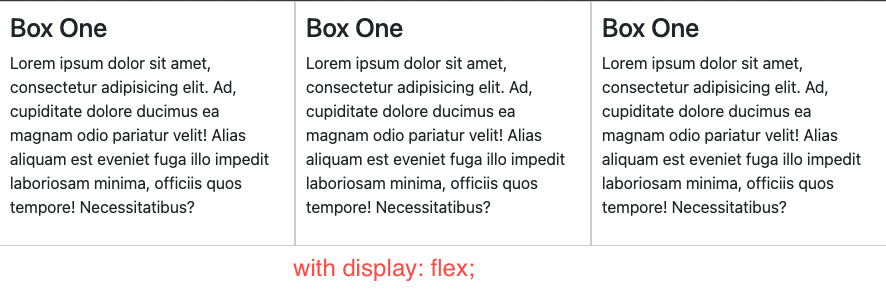 Box One
Lorem ipsum dolor sit amet,
consectetur adipisicing elit. Ad,
cupiditate dolore ducimus ea
magnam odio pariatur velit! Alias
aliquam est eveniet fuga illo impedit
laboriosam minima, officiis quos
tempore! Necessitatibus?
Box One
Lorem ipsum dolor sit amet,
consectetur adipisicing elit. Ad,
cupiditate dolore ducimus ea
magnam odio pariatur velit! Alias
aliquam est eveniet fuga illo impedit
laboriosam minima, officiis quos
tempore! Necessitatibus?
Box One
Lorem ipsum dolor sit amet,
consectetur adipisicing elit. Ad,
cupiditate dolore ducimus ea
magnam odio pariatur velit! Alias
aliquam est eveniet fuga illo impedit
laboriosam minima, officiis quos
tempore! Necessitatibus?
with display: flex;